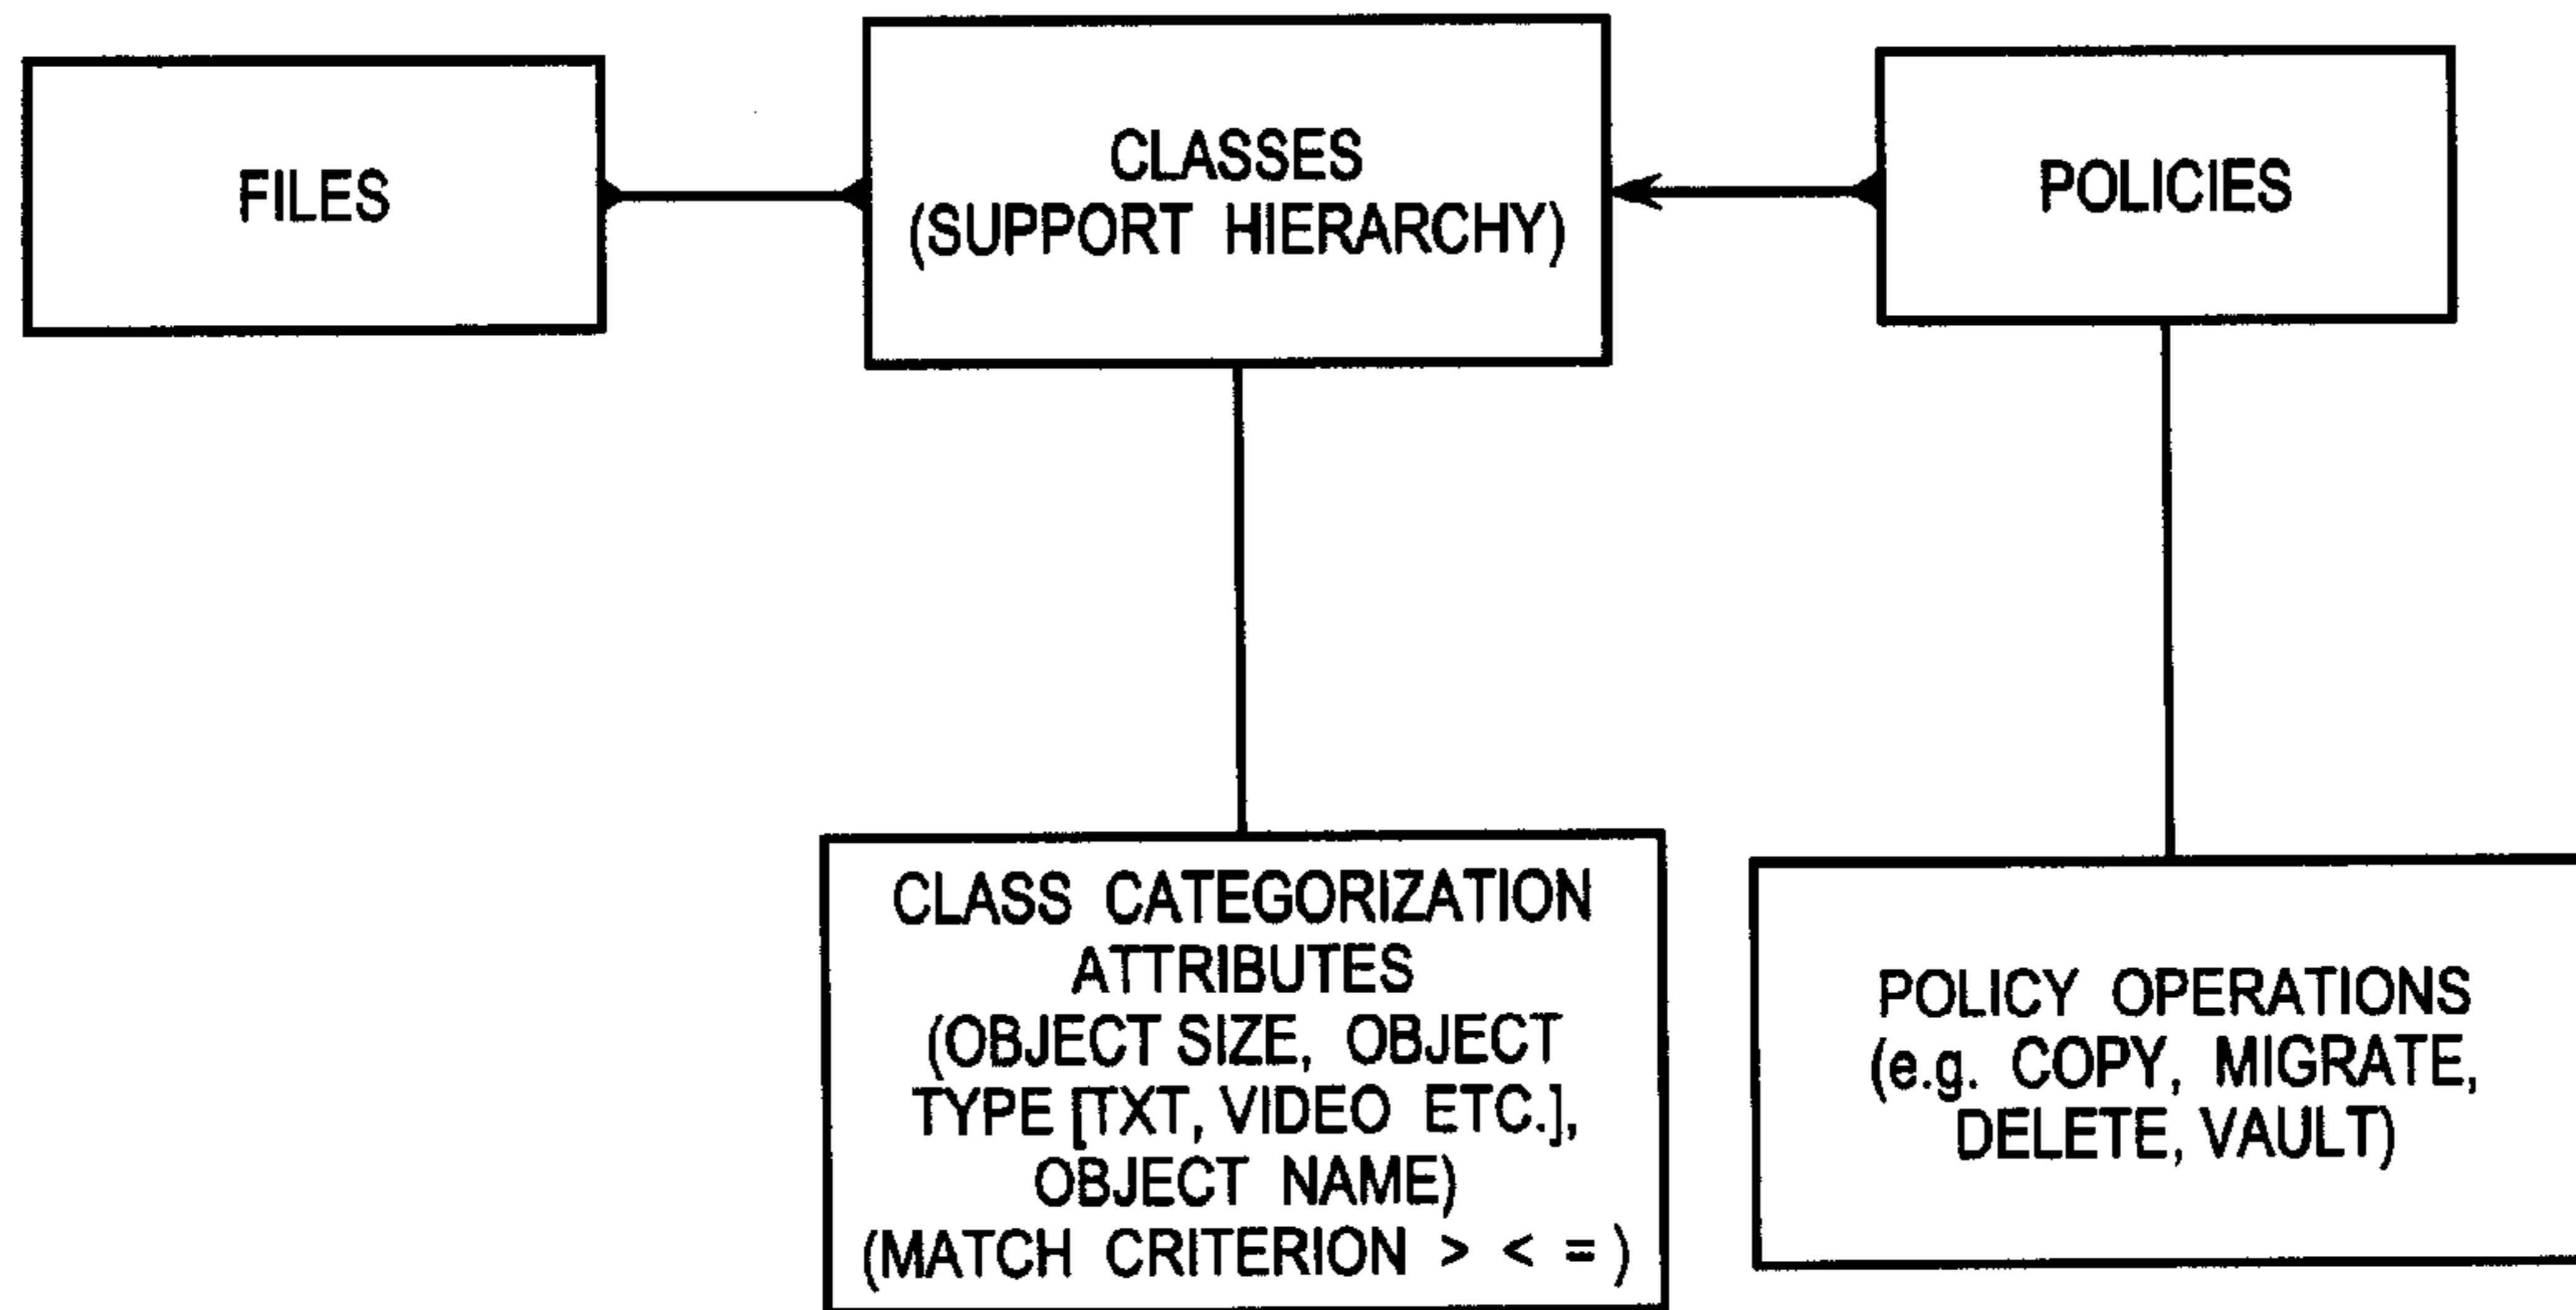 FILES
CLASSES
(SUPPORT HIERARCHY)
POLICIES
CLASS CATEGORIZATION
ATTRIBUTES
(OBJECT SIZE, OBJECT
TYPE [TXT, VIDEO ETC.],
OBJECT NAME)
(MATCH CRITERION > < = )
POLICY OPERATIONS
(e.g. COPY, MIGRATE,
DELETE, VAULT)